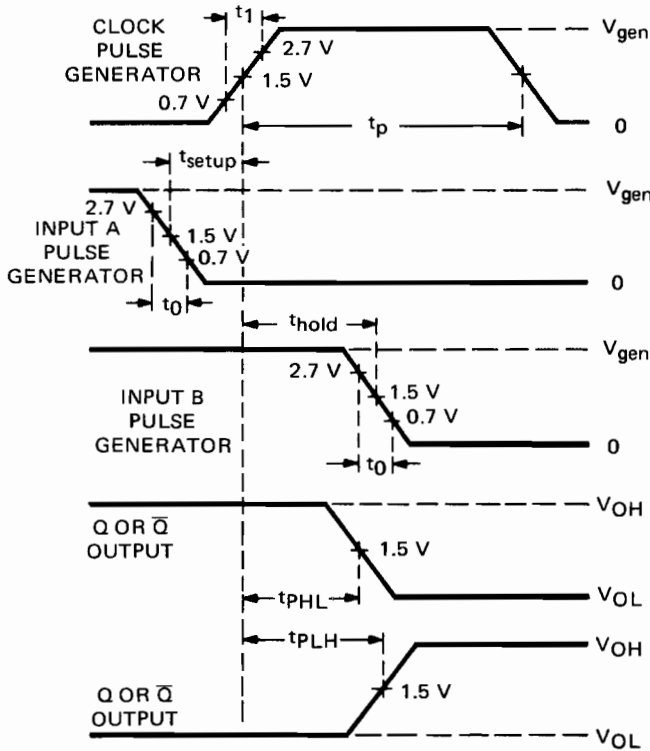 t1
CLOCK
PULSE
GENERATOR
Vgen
2.7 V
1.5 V
0.7 V
tp
0
tsetup
Vgen
2.7 V
INPUT A
PULSE
GENERATOR
1.5 V
0.7 V
0
t0
thold
Vgen
2.7 V
INPUT B
PULSE
GENERATOR
1.5 V
0.7 V
0
t0
VOH
Q OR Q̅
OUTPUT
1.5 V
tPHL
VOL
tPLH
VOH
Q OR Q̅
OUTPUT
1.5 V
VOL